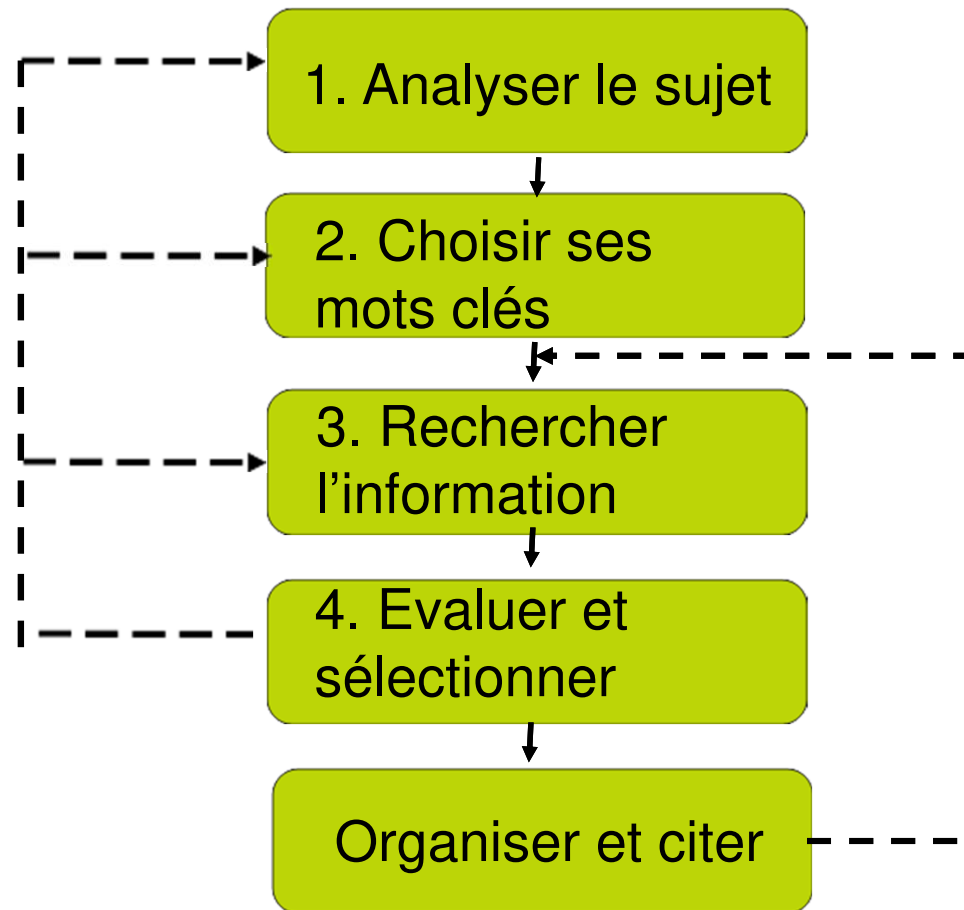 1. Analyser le sujet
2. Choisir ses
mots clés
3. Rechercher
l’information
4. Evaluer et
sélectionner
Organiser et citer